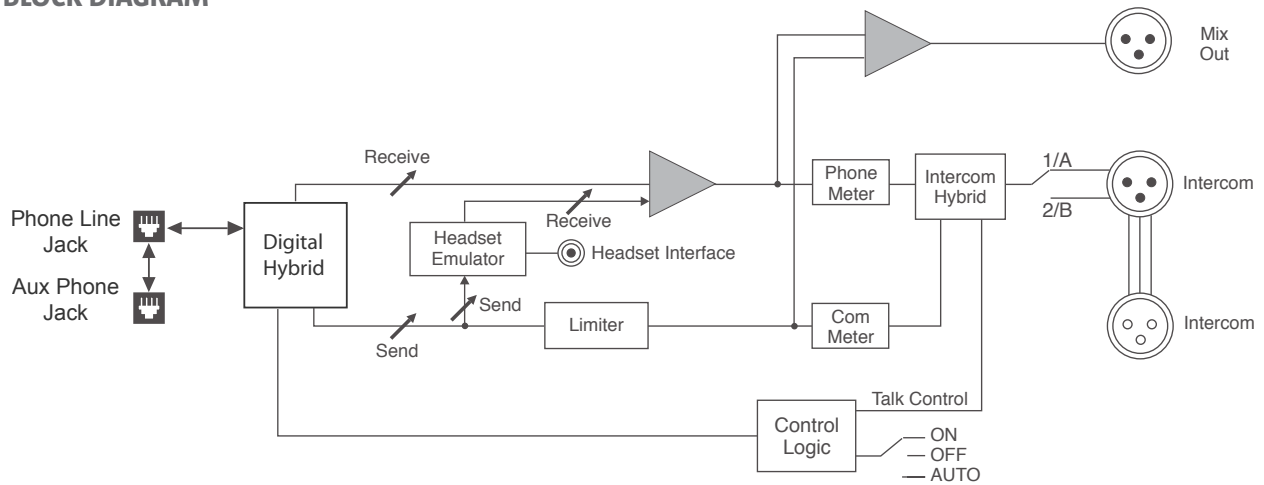 BLOCK DIAGRAM
Mix
Out
Receive
1/A
Phone
Meter
Intercom
Hybrid
Intercom
2/B
Phone Line
Jack
Receive
Digital
Hybrid
Headset
Emulator
Headset Interface
Aux Phone
Jack
Send
Limiter
Com
Meter
Intercom
Send
Talk Control
Control
Logic
ON
OFF
AUTO